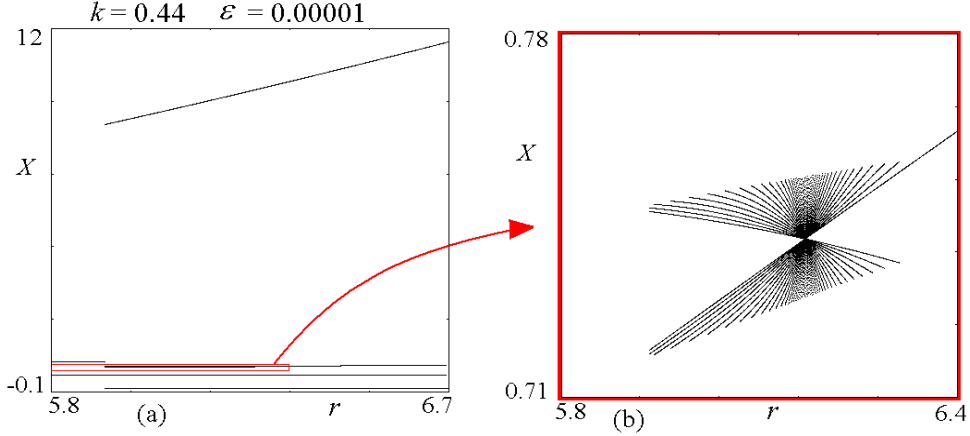 k = 0.44 ε = 0.00001
12
X
-0.1
5.8
(a)
r
6.7
0.78
X
0.71
5.8
r
(b)
6.4